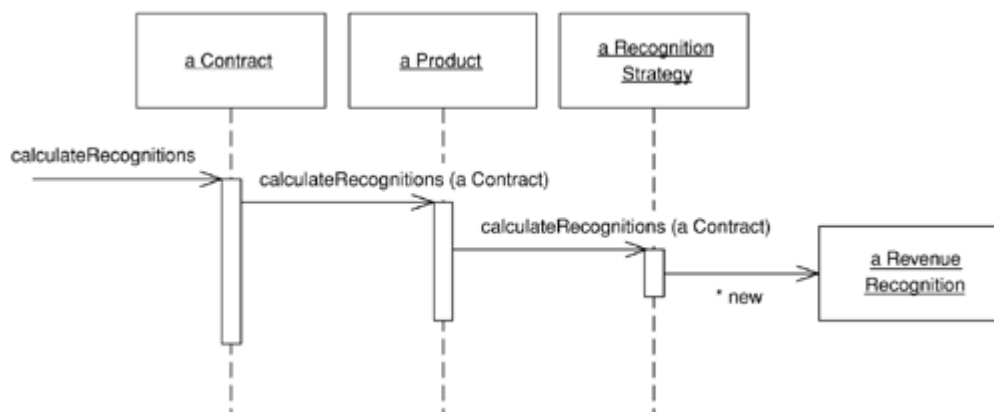 a Contract
a Product
a Recognition
Strategy
calculateRecognitions
calculateRecognitions (a Contract)
calculateRecognitions (a Contract)
a Revenue
Recognition
* new